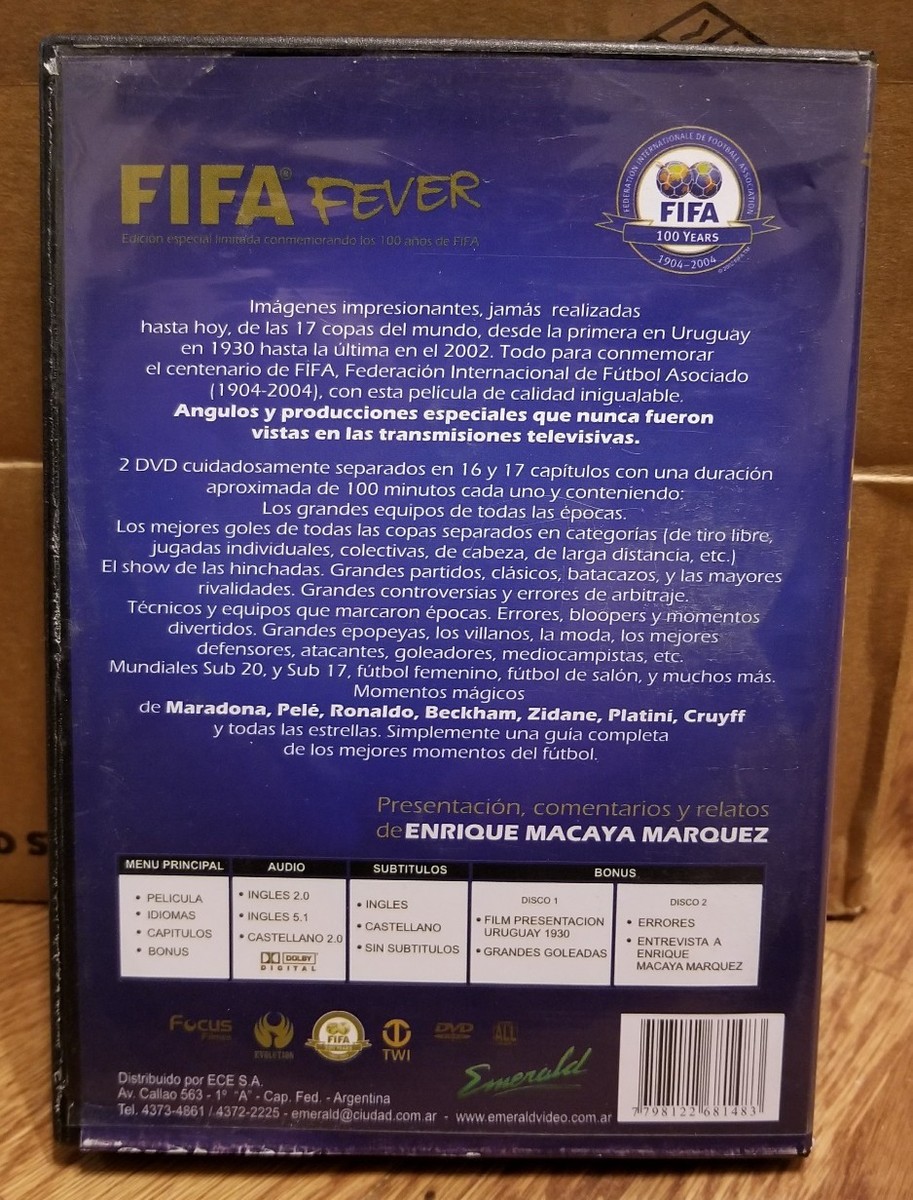 FIFA® FEVER
Edición especial limitada conmemorando los 100 años de FIFA
FEDERATION INTERNATIONALE DE FOOTBALL ASSOCIATION
FIFA
100 YEARS
1904-2004
Imágenes impresionantes, jamás realizadas
hasta hoy, de las 17 copas del mundo, desde la primera en Uruguay
en 1930 hasta la última en el 2002. Todo para conmemorar
el centenario de FIFA, Federación Internacional de Fútbol Asociado
(1904-2004), con esta película de calidad inigualable.
Angulos y producciones especiales que nunca fueron
vistas en las transmisiones televisivas.
2 DVD cuidadosamente separados en 16 y 17 capítulos con una duración
aproximada de 100 minutos cada uno y conteniendo:
Los grandes equipos de todas las épocas.
Los mejores goles de todas las copas separados en categorías (de tiro libre,
jugadas individuales, colectivas, de cabeza, de larga distancia, etc.)
El show de las hinchadas. Grandes partidos, clásicos, batacazos, y las mayores
rivalidades. Grandes controversias y errores de arbitraje.
Técnicos y equipos que marcaron épocas. Errores, bloopers y momentos
divertidos. Grandes epopeyas, los villanos, la moda, los mejores
defensores, atacantes, goleadores, mediocampistas, etc.
Mundiales Sub 20, y Sub 17, fútbol femenino, fútbol de salón, y muchos más.
Momentos mágicos
de Maradona, Pelé, Ronaldo, Beckham, Zidane, Platini, Cruyff
y todas las estrellas. Simplemente una guía completa
de los mejores momentos del fútbol.
Presentación, comentarios y relatos
de ENRIQUE MACAYA MARQUEZ
MENU PRINCIPAL
• PELICULA
• IDIOMAS
• CAPITULOS
• BONUS
AUDIO
• INGLES 2.0
• INGLES 5.1
• CASTELLANO 2.0
DOLBY
DIGITAL
SUBTITULOS
• INGLES
• CASTELLANO
• SIN SUBTITULOS
BONUS
DISCO 1
• FILM PRESENTACION
URUGUAY 1930
• GRANDES GOLEADAS
DISCO 2
• ERRORES
• ENTREVISTA A
ENRIQUE
MACAYA MARQUEZ
Focus
Films
EVOLUTION
FIFA
100 YEARS
TWI
DVD
VIDEO
ALL
Emerald
Distribuido por ECE S.A.
Av. Callao 563 - 1º "A" - Cap. Fed. - Argentina
Tel. 4373-4861 / 4372-2225 - emerald@ciudad.com.ar - www.emeraldvideo.com.ar
7 798122 681483